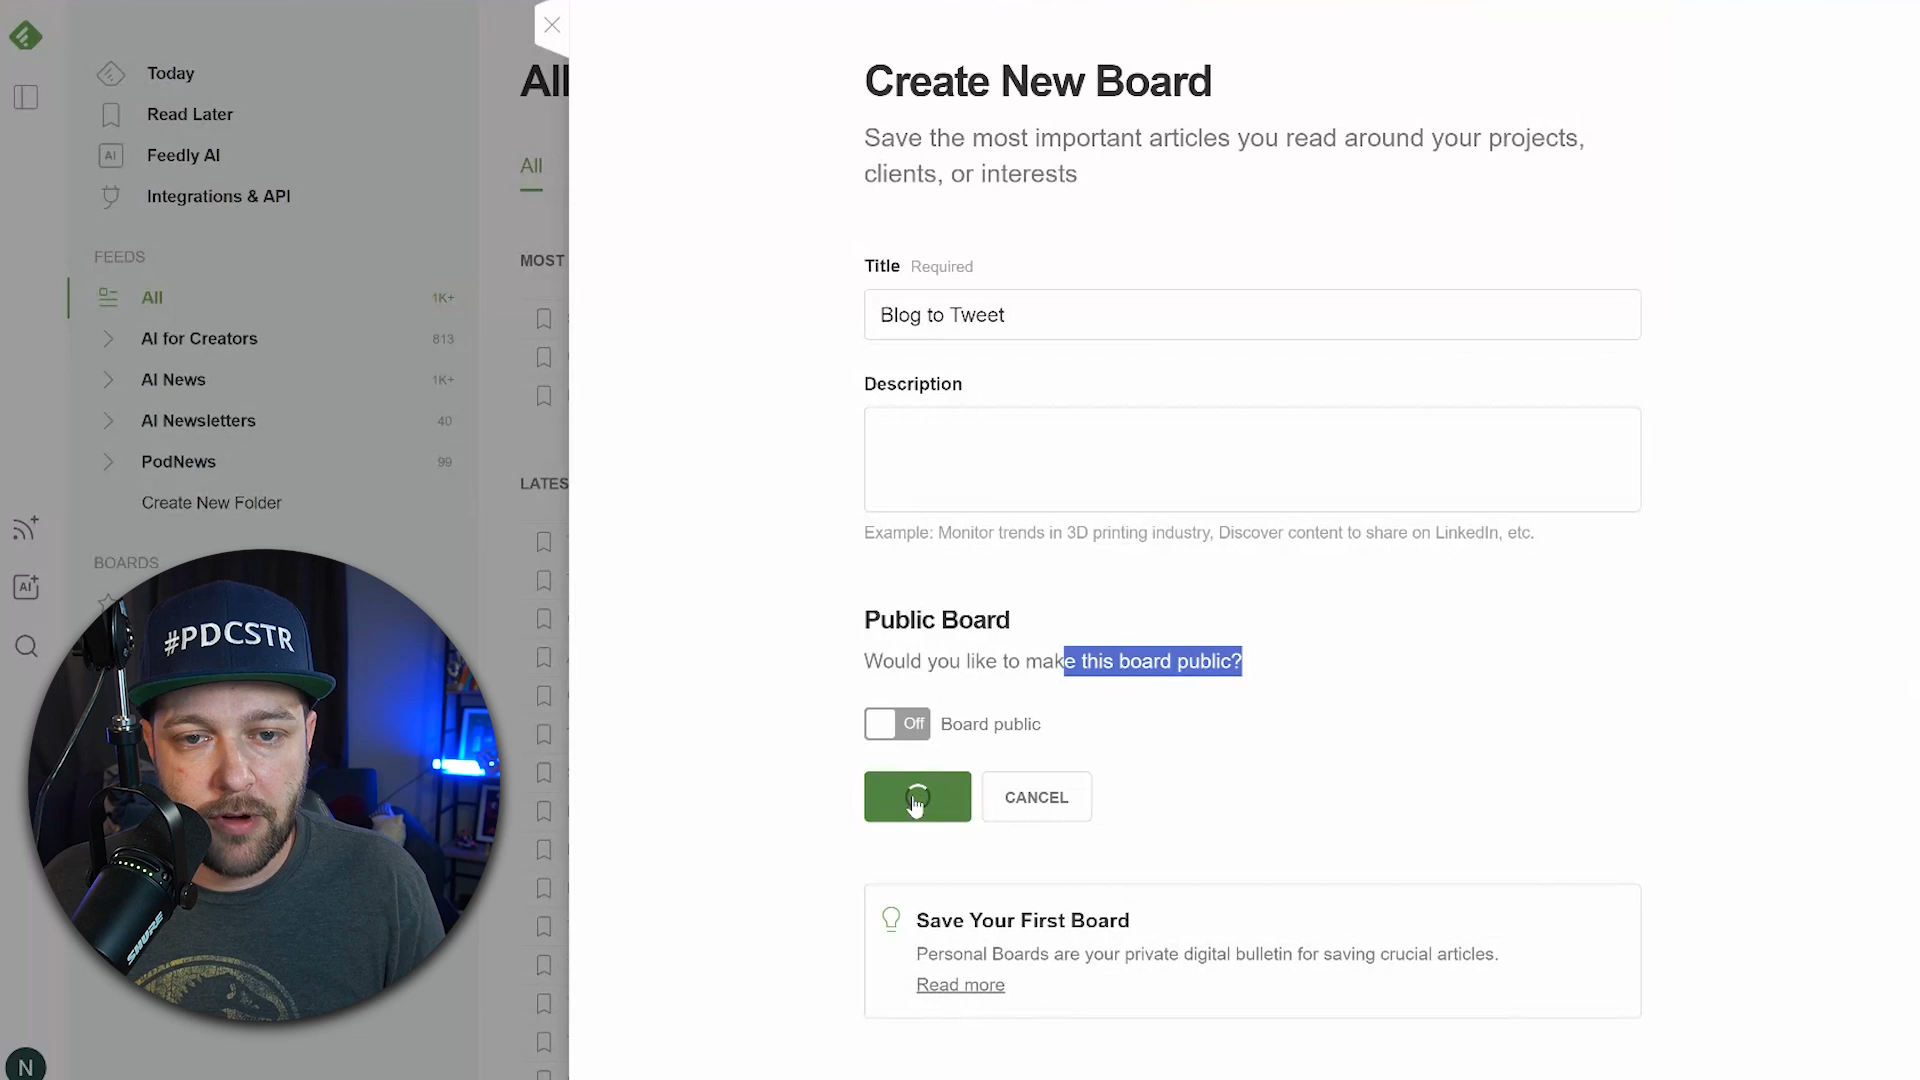 Today
Read Later
AI Feedly AI
Integrations & API
FEEDS
All 1K+
AI for Creators 813
AI News 1K+
AI Newsletters 40
PodNews 99
Create New Folder
BOARDS
AI
N
#PDCSTR
SHURE
All
All
MOST
LATES
Create New Board
Save the most important articles you read around your projects,
clients, or interests
Title Required
Blog to Tweet
Description
Example: Monitor trends in 3D printing industry, Discover content to share on LinkedIn, etc.
Public Board
Would you like to make this board public?
Off Board public
CANCEL
Save Your First Board
Personal Boards are your private digital bulletin for saving crucial articles.
Read more